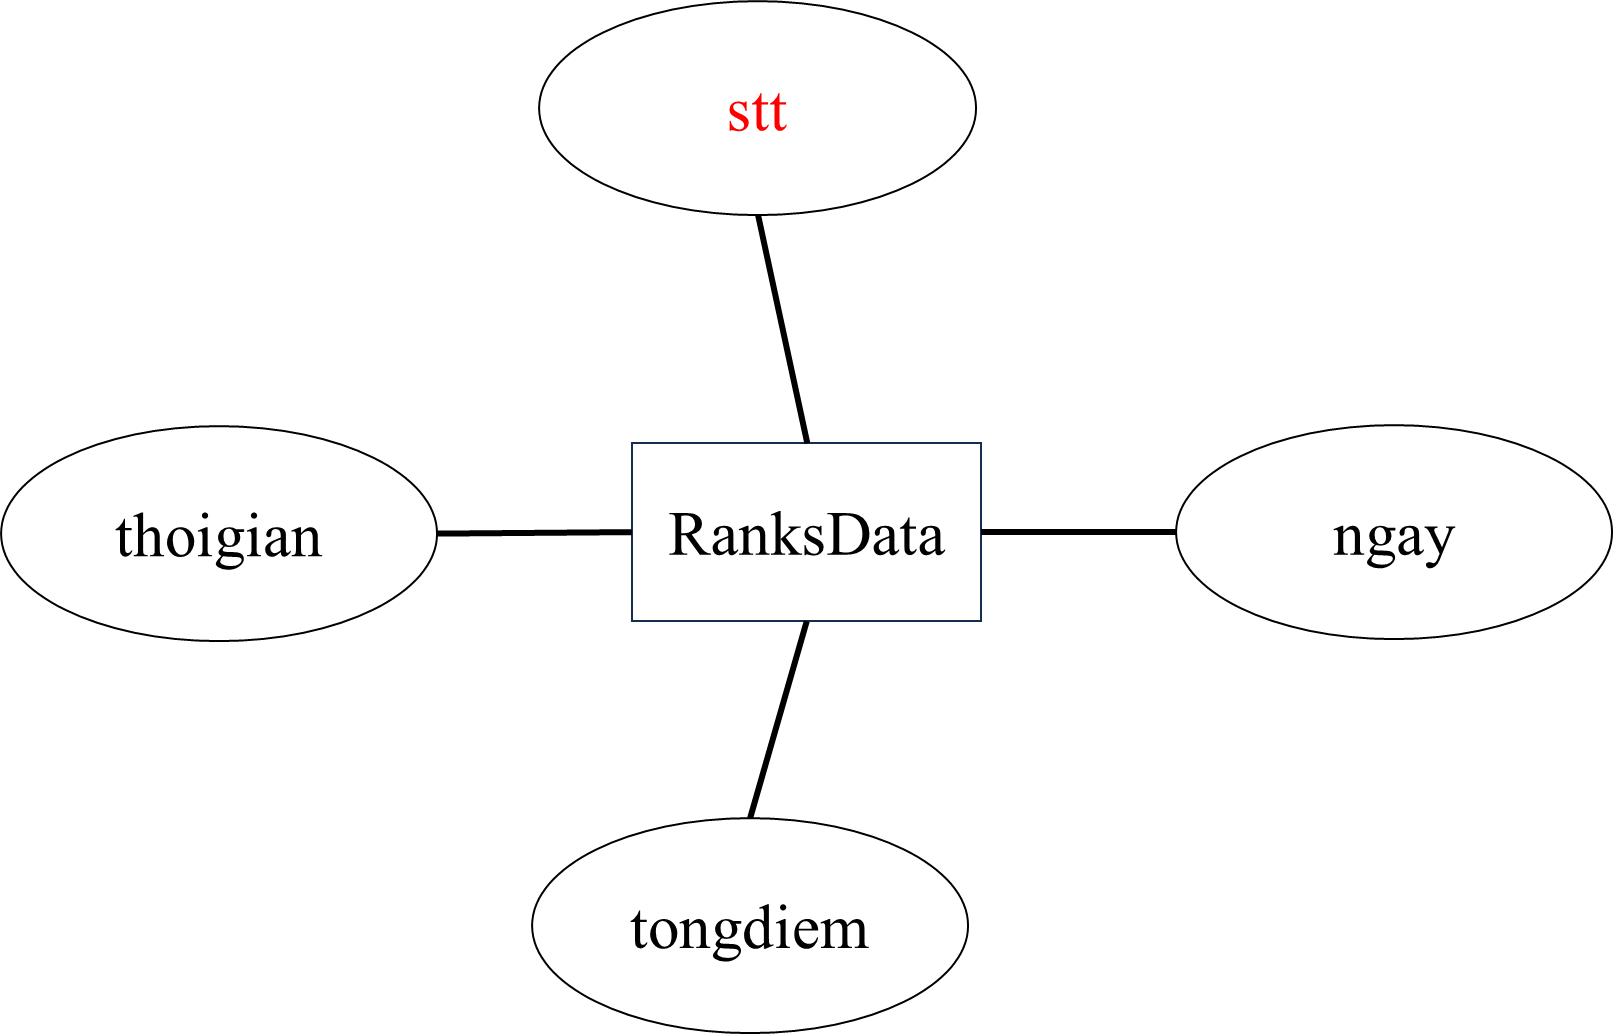 stt
thoigian
RanksData
ngay
tongdiem